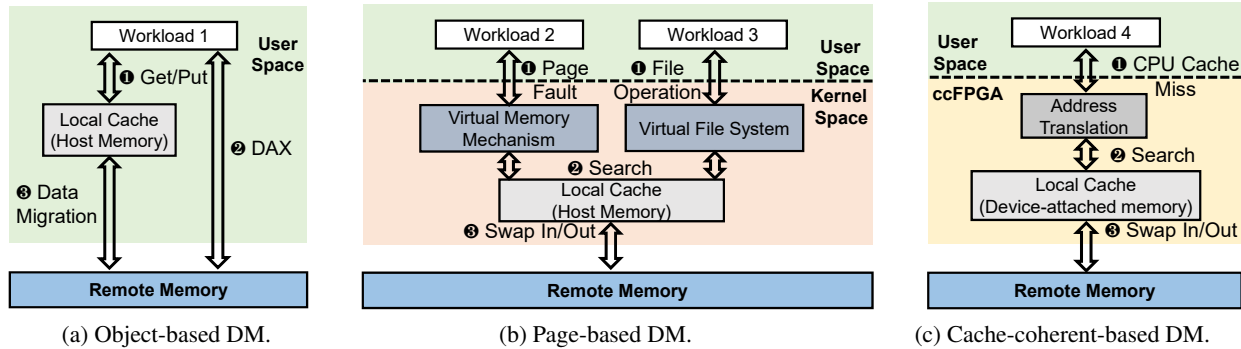 Workload 1
User
Space
❶ Get/Put
Local Cache
(Host Memory)
❷ DAX
❸ Data
Migration
Remote Memory
(a) Object-based DM.
Workload 2
Workload 3
User
Space
❶ Page
Fault
❶ File
Operation
Kernel
Space
Virtual Memory
Mechanism
Virtual File System
❷ Search
Local Cache
(Host Memory)
❸ Swap In/Out
Remote Memory
(b) Page-based DM.
Workload 4
User
Space
❶ CPU Cache
Miss
ccFPGA
Address
Translation
❷ Search
Local Cache
(Device-attached memory)
❸ Swap In/Out
Remote Memory
(c) Cache-coherent-based DM.